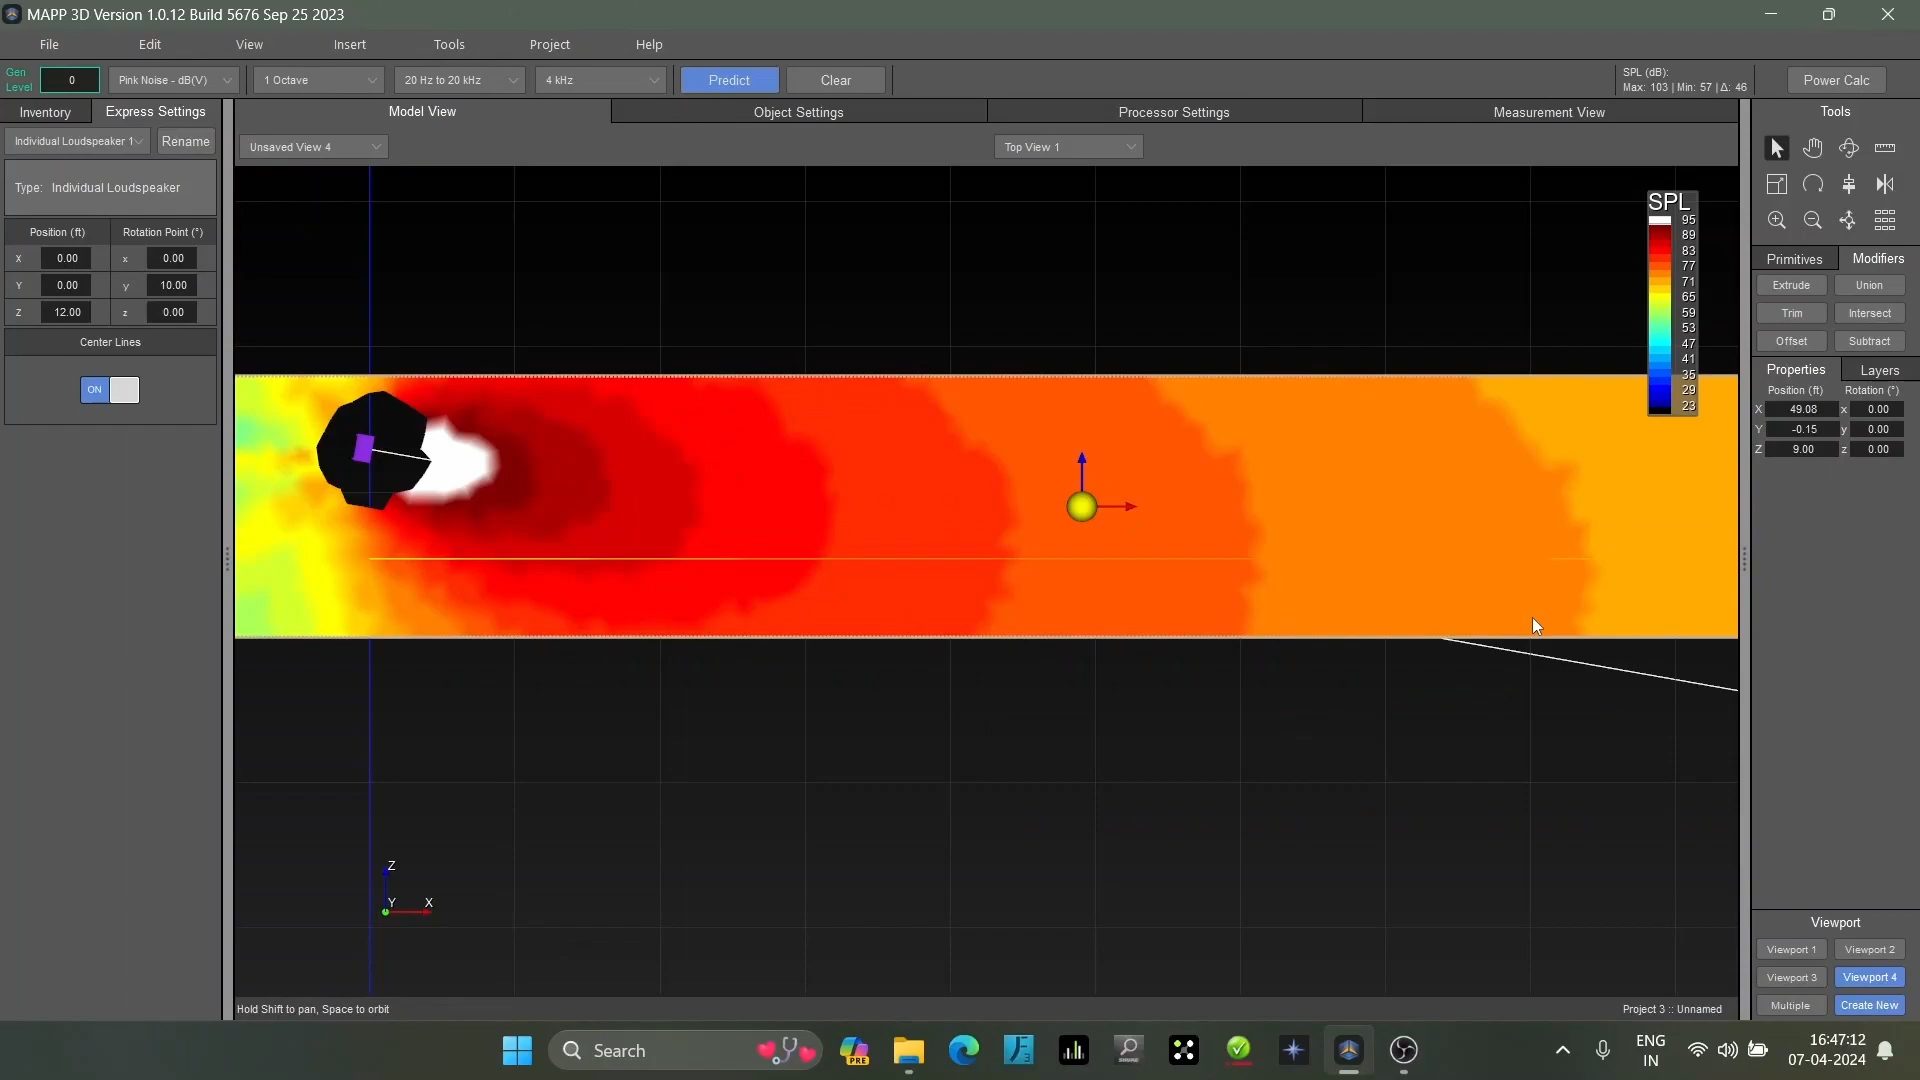 MAPP 3D Version 1.0.12 Build 5676 Sep 25 2023
File Edit View Insert Tools Project Help
Gen Level 0 Pink Noise - dB(V) 1 Octave 20 Hz to 20 kHz 4 kHz Predict Clear
SPL (dB):
Max: 103 | Min: 57 | Δ: 46
Power Calc
Inventory Express Settings
Model View Object Settings Processor Settings Measurement View
Tools
Individual Loudspeaker 1 Rename
Unsaved View 4
Top View 1
Type: Individual Loudspeaker
Position (ft) Rotation Point (°)
X 0.00 x 0.00
Y 0.00 y 10.00
Z 12.00 z 0.00
Center Lines
ON
SPL
95
89
83
77
71
65
59
53
47
41
35
29
23
Primitives Modifiers
Extrude Union
Trim Intersect
Offset Subtract
Properties Layers
Position (ft) Rotation (°)
X 49.08 x 0.00
Y -0.15 y 0.00
Z 9.00 z 0.00
Z
Y X
Viewport
Viewport 1 Viewport 2
Viewport 3 Viewport 4
Multiple Create New
Hold Shift to pan, Space to orbit
Project 3 :: Unnamed
Search
PRE
ENG
IN
16:47:12
07-04-2024